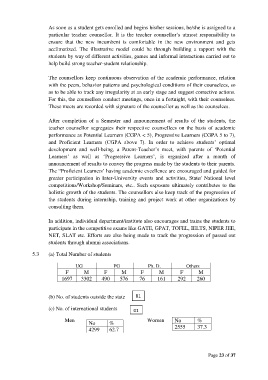 As soon as a student gets enrolled and begins his/her sessions, he/she is assigned to a
particular teacher counsellor. It is the teacher counsellor's utmost responsibility to
ensure that the new incumbent is comfortable in the new environment and gets
acclimatized. The illustrative model could be through building a rapport with the
students by way of different activities, games and informal interactions carried out to
help build strong teacher-student relationship.
The counsellors keep continuous observation of the academic performance, relation
with the peers, behavior patterns and psychological conditions of their counselees, so
as to be able to track any irregularity at an early stage and suggest corrective actions.
For this, the counsellors conduct meetings, once in a fortnight, with their counselees.
These meets are recorded with signature of the counsellor as well as the counselees.
After completion of a Semester and announcement of results of the students, the
teacher counsellor segregates their respective counselees on the basis of academic
performance as Potential Learners (CGPA < 5), Progressive Learners (CGPA 5 to 7),
and Proficient Learners (CGPA above 7). In order to achieve students' optimal
development and well-being, a Parent-Teacher's meet, with parents of 'Potential
Learners' as well as 'Progressive Learners', is organized after a month of
announcement of results to convey the progress made by the students to their parents.
The "Proficient Learners' having academic excellence are encouraged and guided for
greater participation in Inter-University events and activities, State/ National level
competitions/Workshop/Seminars, etc.. Such exposure ultimately contributes to the
holistic growth of the students. The counsellors also keep track of the progression of
the students during internship, training and project work at other organizations by
consulting them.
In addition, individual department/institute also encourages and trains the students to
participate in the competitive exams like GATE, GPAT, TOFEL, IELTS, NIPER JEE,
NET, SLAT etc. Efforts are also being made to track the progression of passed out
students through alumni associations.
5.3 (a) Total Number of students
UG PG Ph. D. Others
F M F M F M F M
1697 3302 490 576 76 161 292 260
(b) No. of students outside the state 81
(c) No. of international students 01
Men No % Women No %
4299 62.7 2555 37.3
Page 23 of 37